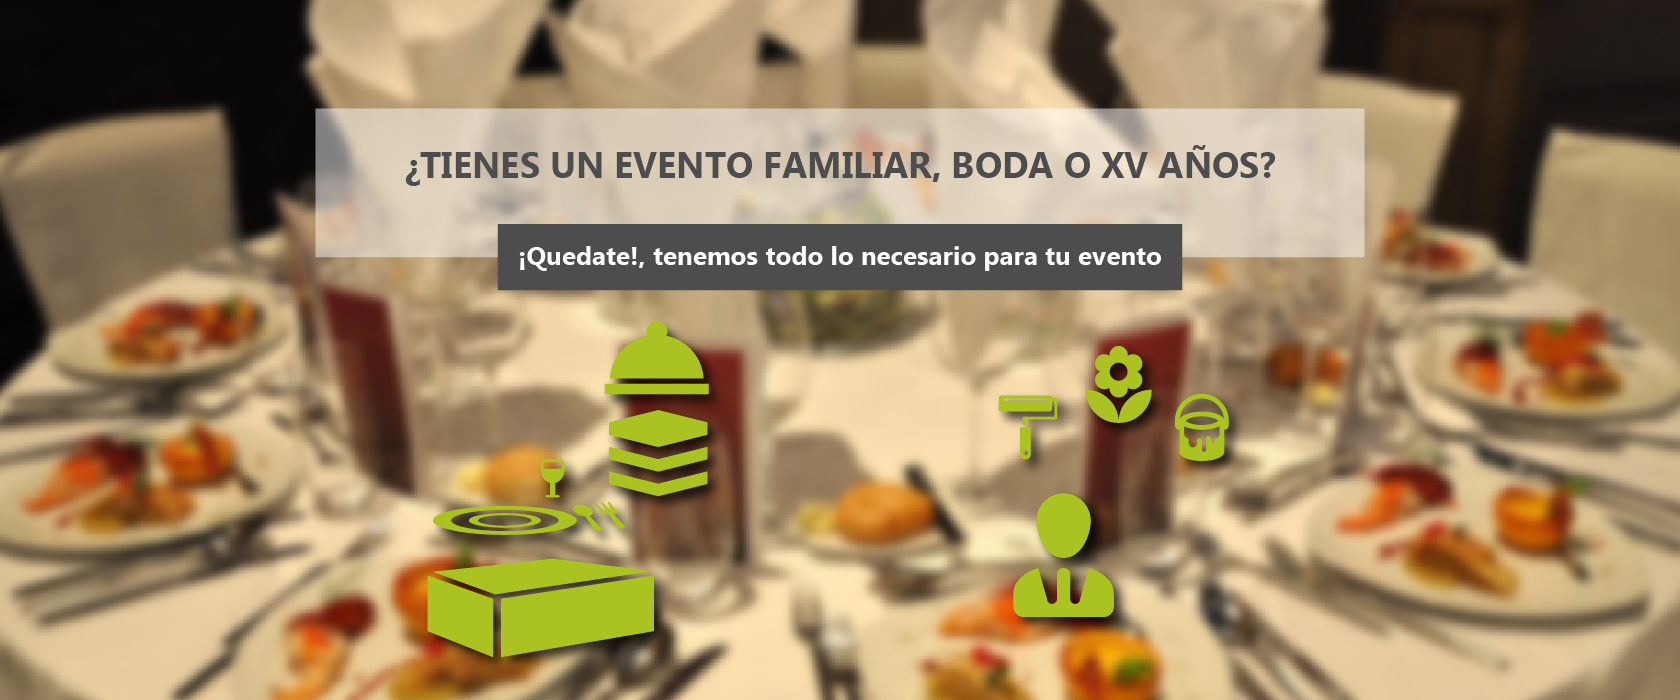 ¿TIENES UN EVENTO FAMILIAR, BODA O XV AÑOS?
¡Quedate!, tenemos todo lo necesario para tu evento